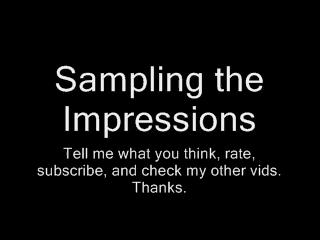 Sampling the
Impressions
Tell me what you think, rate,
subscribe, and check my other vids.
Thanks.